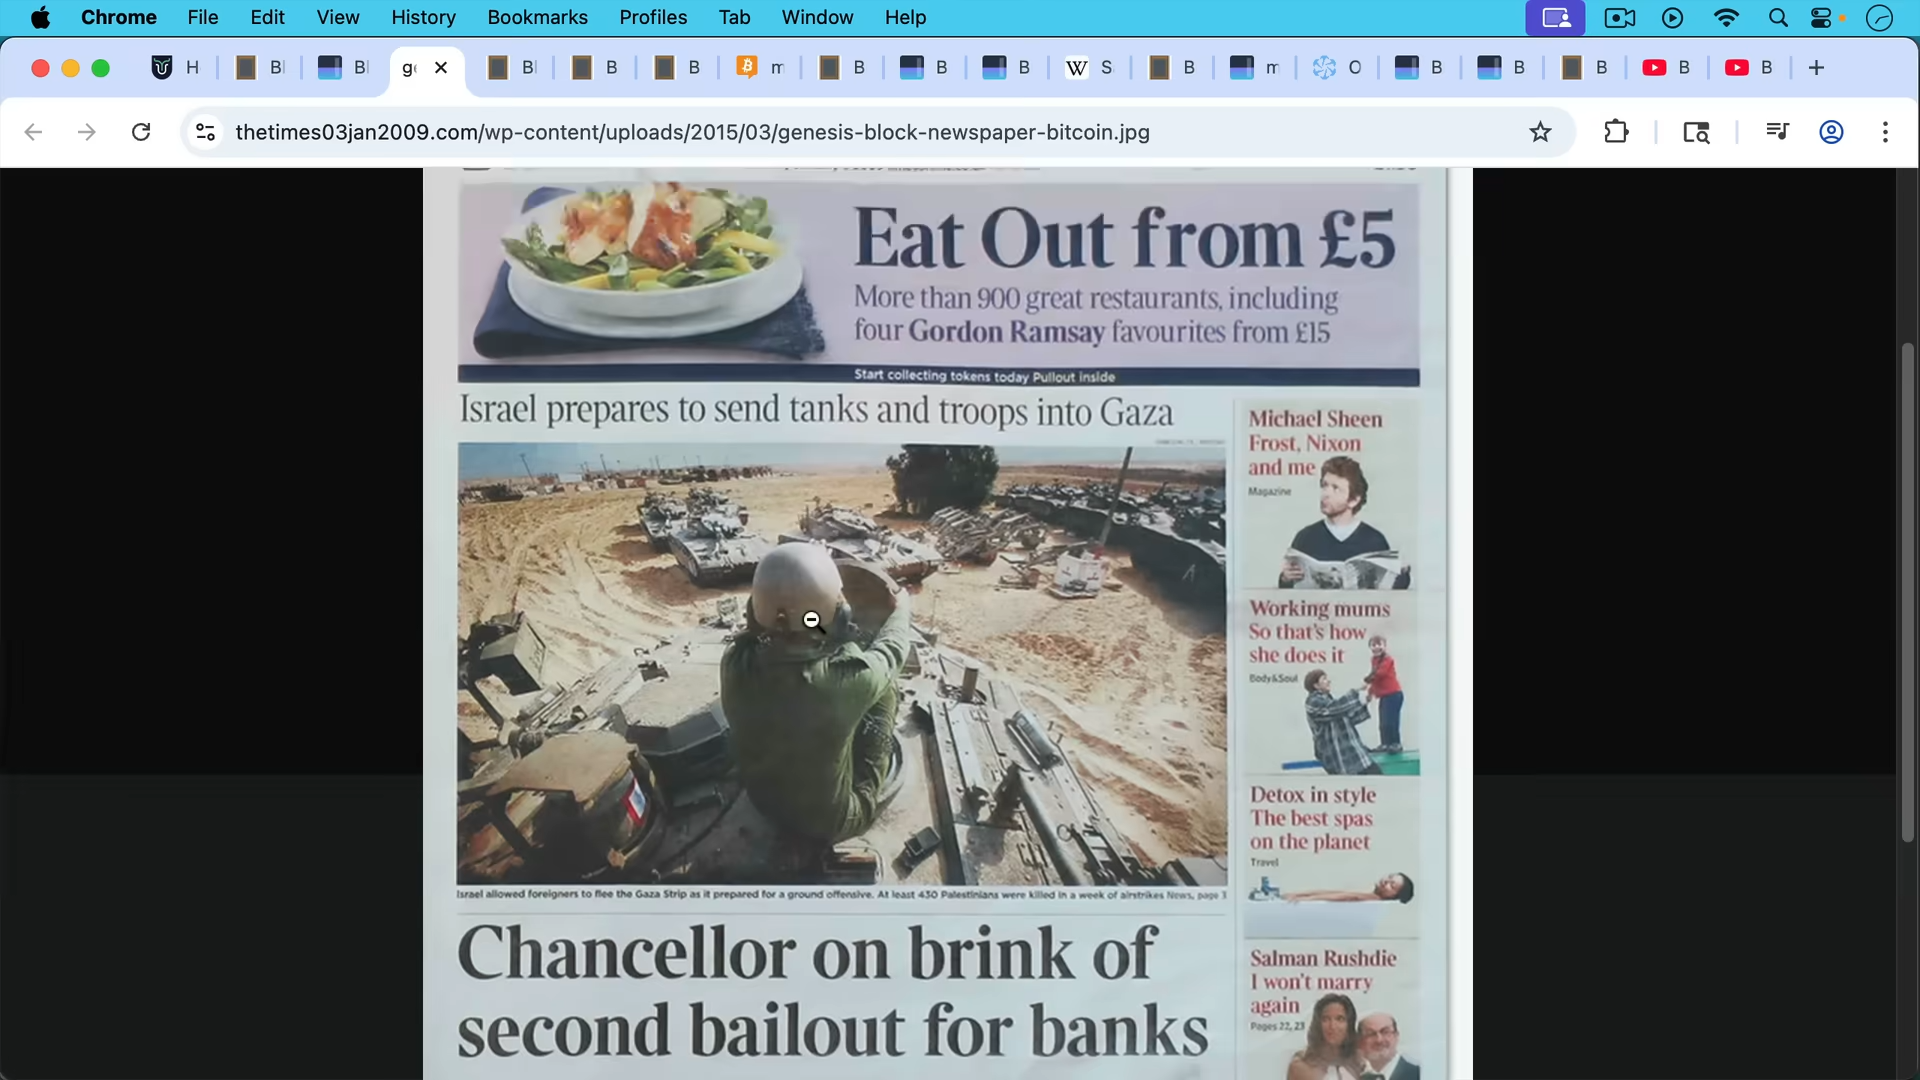 Chrome File Edit View History Bookmarks Profiles Tab Window Help
H Bl Bl ge B B B m B B B S B m O B B B B B
thetimes03jan2009.com/wp-content/uploads/2015/03/genesis-block-newspaper-bitcoin.jpg
Eat Out from £5
More than 900 great restaurants, including
four Gordon Ramsay favourites from £15
Start collecting tokens today Pullout inside
Israel prepares to send tanks and troops into Gaza
Israel allowed foreigners to flee the Gaza Strip as it prepared for a ground offensive. At least 430 Palestinians were killed in a week of airstrikes News, page 3
Chancellor on brink of
second bailout for banks
Michael Sheen
Frost, Nixon
and me
Magazine
Working mums
So that's how
she does it
Body&Soul
Detox in style
The best spas
on the planet
Travel
Salman Rushdie
I won't marry
again
Pages 22, 23